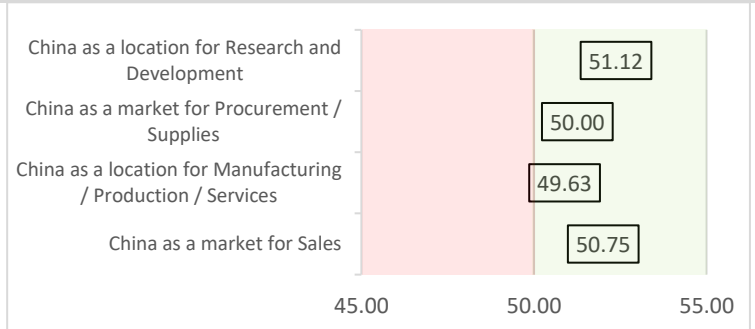 China as a location for Research and
Development
51.12
China as a market for Procurement /
Supplies
50.00
China as a location for Manufacturing
/ Production / Services
49.63
China as a market for Sales
50.75
45.00 50.00 55.00